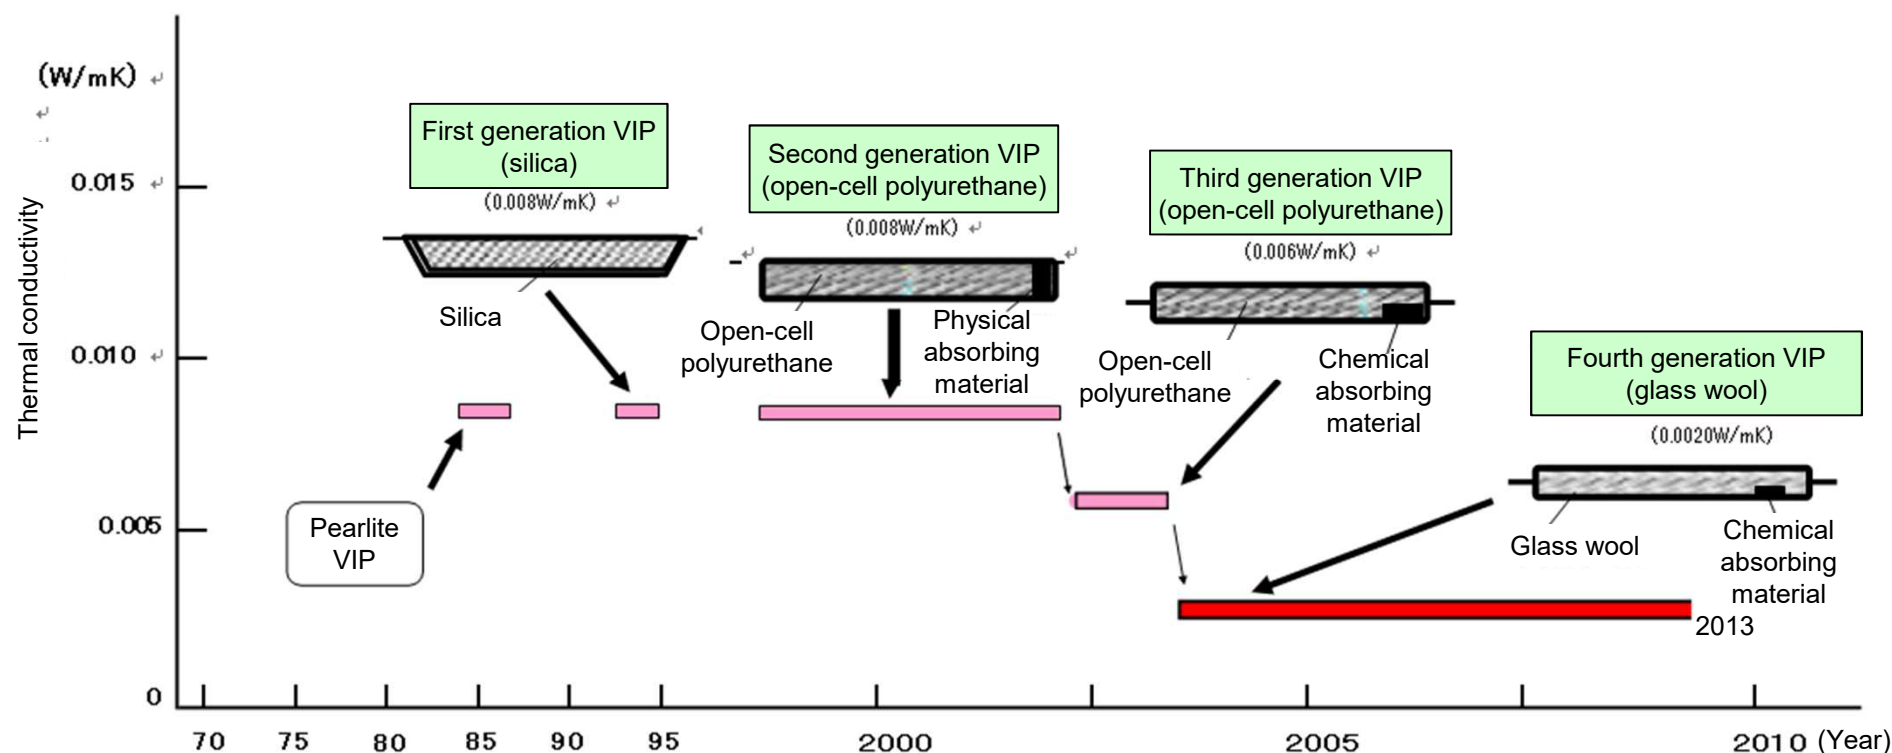 (W/mK)
Thermal conductivity
0.015
0.010
0.005
0
First generation VIP
(silica)
(0.008W/mK)
Silica
Second generation VIP
(open-cell polyurethane)
(0.008W/mK)
Open-cell
polyurethane
Physical
absorbing
material
Third generation VIP
(open-cell polyurethane)
(0.006W/mK)
Open-cell
polyurethane
Chemical
absorbing
material
Fourth generation VIP
(glass wool)
(0.0020W/mK)
Glass wool
Chemical
absorbing
material
2013
Pearlite
VIP
70 75 80 85 90 95 2000 2005 2010 (Year)